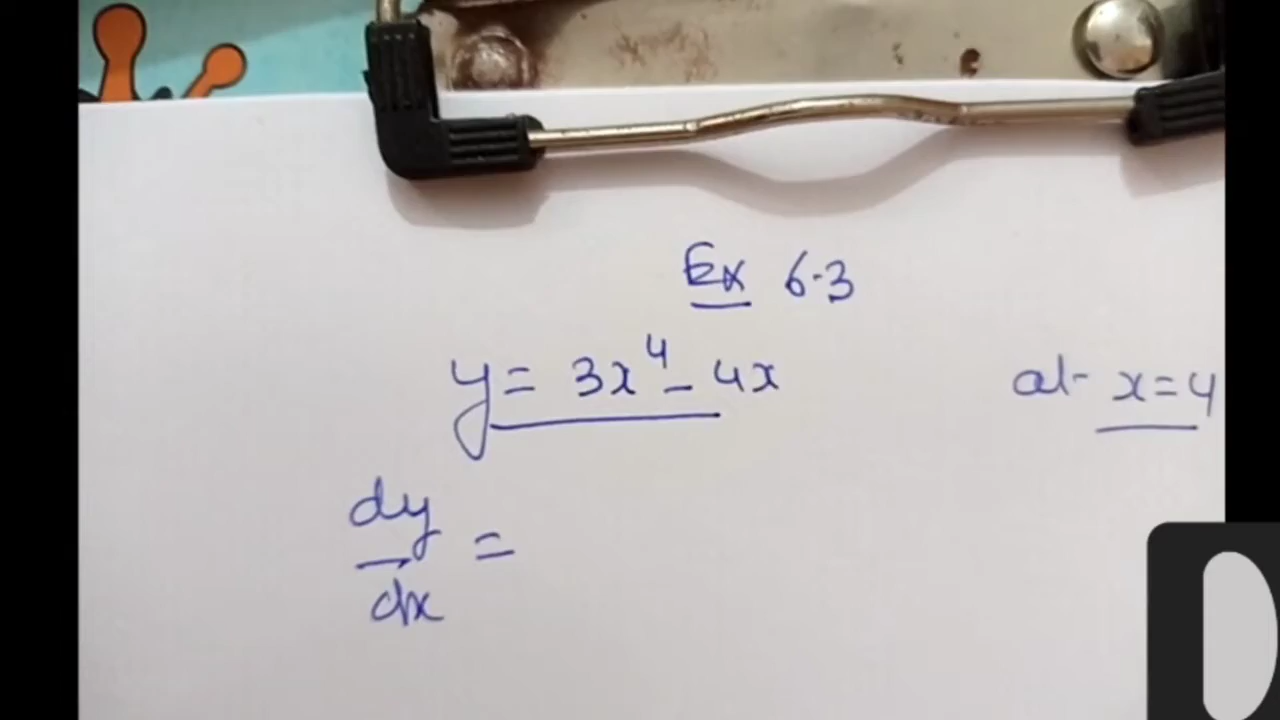 Ex 6.3
y = 3x⁴ - 4x at x = 4
dy/dx =
D